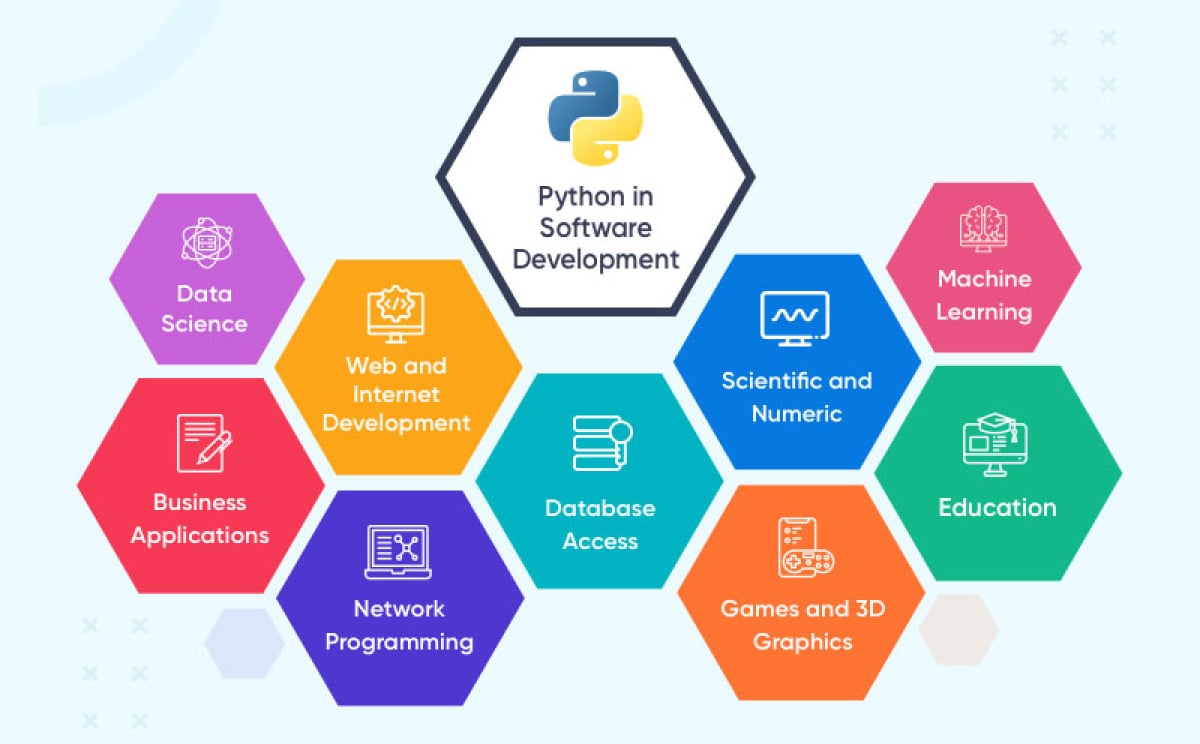 Python in
Software
Development
Data
Science
Web and
Internet
Development
Scientific and
Numeric
Machine
Learning
Business
Applications
Network
Programming
Database
Access
Games and 3D
Graphics
Education